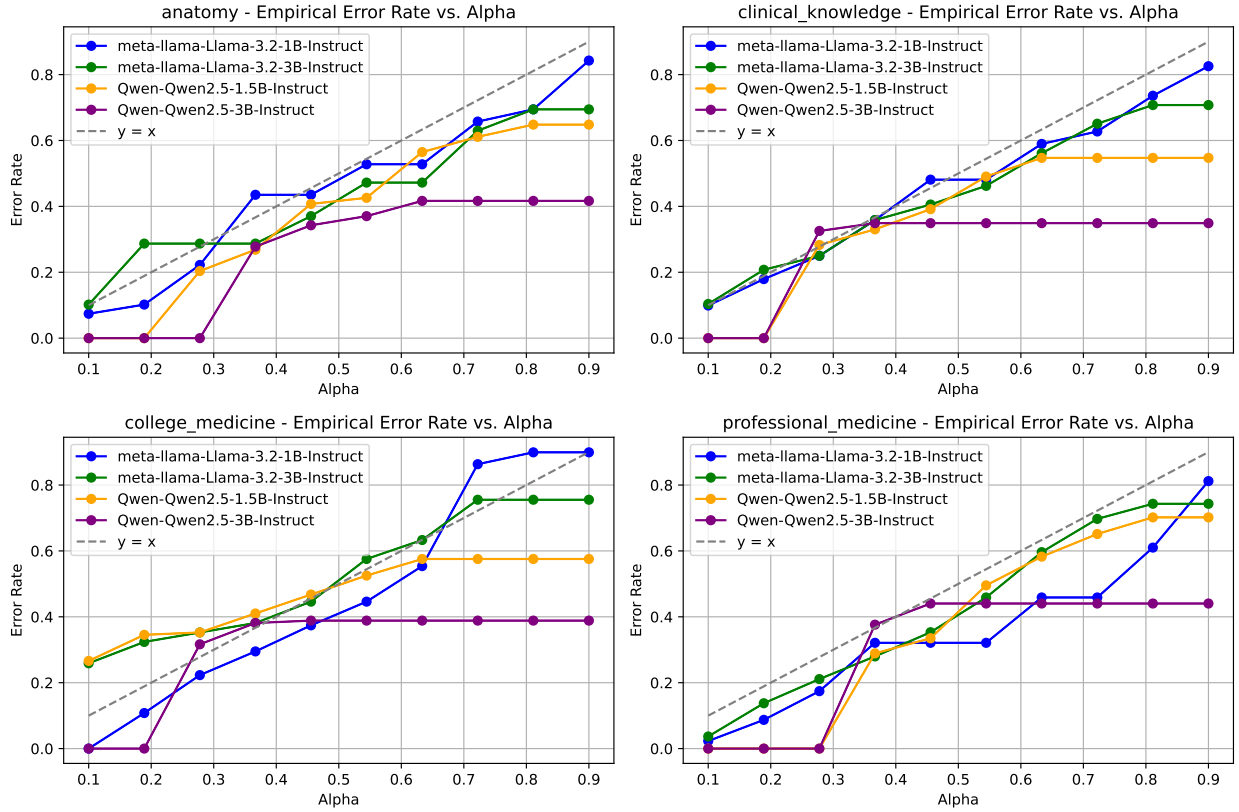 anatomy - Empirical Error Rate vs. Alpha
meta-llama-Llama-3.2-1B-Instruct
meta-llama-Llama-3.2-3B-Instruct
Qwen-Qwen2.5-1.5B-Instruct
Qwen-Qwen2.5-3B-Instruct
y = x
Error Rate
0.8
0.6
0.4
0.2
0.0
0.1 0.2 0.3 0.4 0.5 0.6 0.7 0.8 0.9
Alpha
clinical_knowledge - Empirical Error Rate vs. Alpha
meta-llama-Llama-3.2-1B-Instruct
meta-llama-Llama-3.2-3B-Instruct
Qwen-Qwen2.5-1.5B-Instruct
Qwen-Qwen2.5-3B-Instruct
y = x
Error Rate
0.8
0.6
0.4
0.2
0.0
0.1 0.2 0.3 0.4 0.5 0.6 0.7 0.8 0.9
Alpha
college_medicine - Empirical Error Rate vs. Alpha
meta-llama-Llama-3.2-1B-Instruct
meta-llama-Llama-3.2-3B-Instruct
Qwen-Qwen2.5-1.5B-Instruct
Qwen-Qwen2.5-3B-Instruct
y = x
Error Rate
0.8
0.6
0.4
0.2
0.0
0.1 0.2 0.3 0.4 0.5 0.6 0.7 0.8 0.9
Alpha
professional_medicine - Empirical Error Rate vs. Alpha
meta-llama-Llama-3.2-1B-Instruct
meta-llama-Llama-3.2-3B-Instruct
Qwen-Qwen2.5-1.5B-Instruct
Qwen-Qwen2.5-3B-Instruct
y = x
Error Rate
0.8
0.6
0.4
0.2
0.0
0.1 0.2 0.3 0.4 0.5 0.6 0.7 0.8 0.9
Alpha